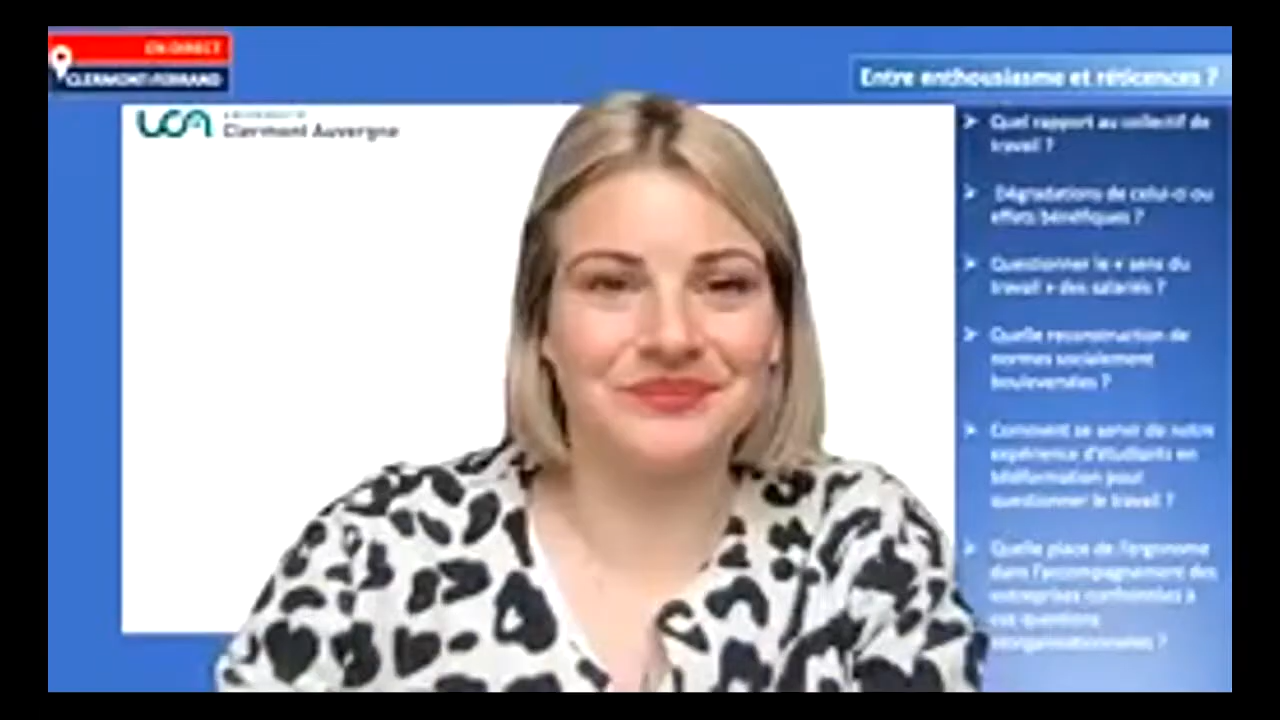 EN DIRECT
CLERMONT-FERRAND
Entre enthousiasme et réticences ?
UCA
UNIVERSITÉ
Clermont Auvergne
➤ Quel rapport au collectif de
travail ?
➤ Dégradations de celui-ci ou
effets bénéfiques ?
➤ Questionner le « sens du
travail » des salariés ?
➤ Quelle reconstruction de
normes socialement
bouleversées ?
➤ Comment se servir de notre
expérience d'étudiants en
téléformation pour
questionner le travail ?
➤ Quelle place de l'ergonome
dans l'accompagnement des
entreprises confrontées à
ces questions
réorganisationnelles ?